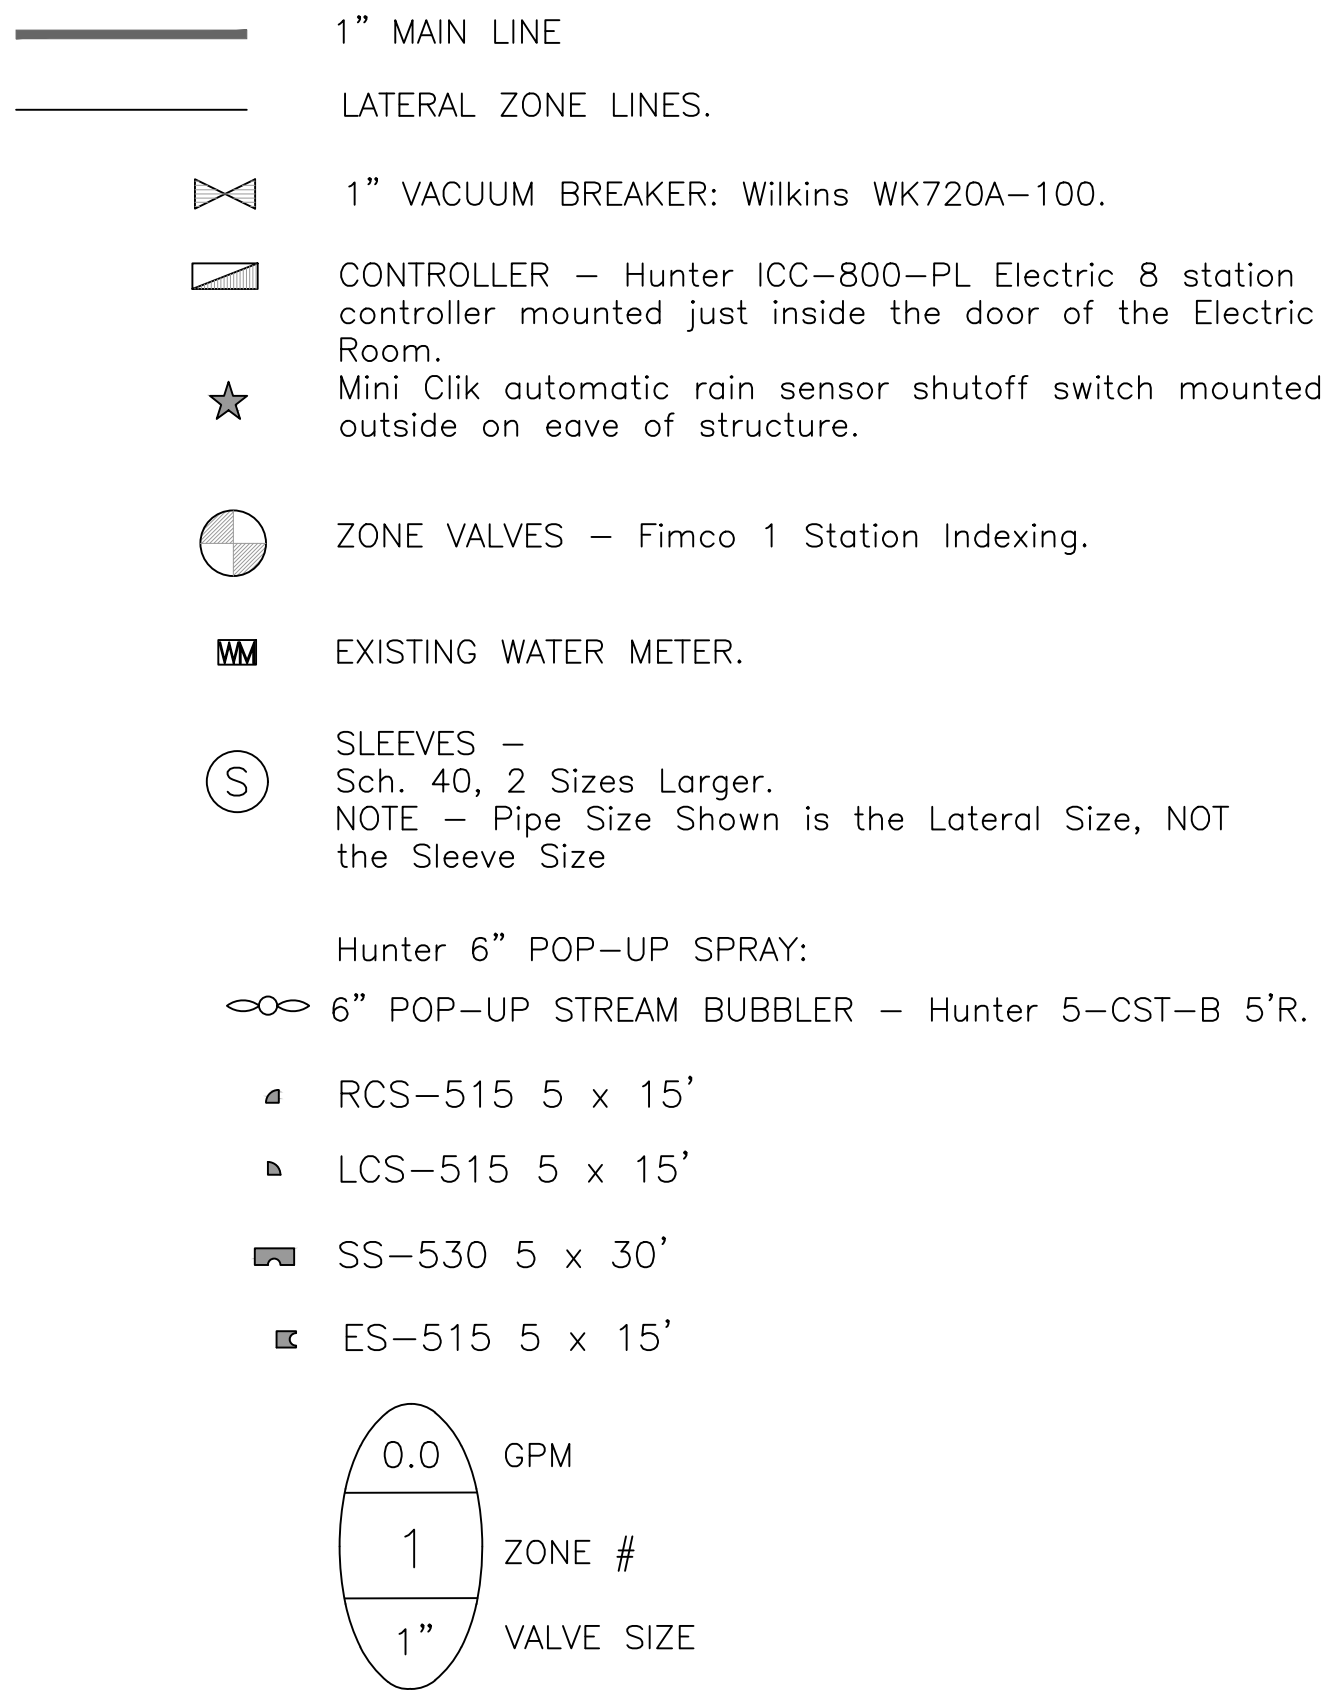 1” MAIN LINE
LATERAL ZONE LINES.
1” VACUUM BREAKER: Wilkins WK720A-100.
CONTROLLER - Hunter ICC-800-PL Electric 8 station
controller mounted just inside the door of the Electric
Room.
Mini Clik automatic rain sensor shutoff switch mounted
outside on eave of structure.
ZONE VALVES - Fimco 1 Station Indexing.
WM EXISTING WATER METER.
SLEEVES -
S Sch. 40, 2 Sizes Larger.
NOTE - Pipe Size Shown is the Lateral Size, NOT
the Sleeve Size
Hunter 6” POP-UP SPRAY:
6” POP-UP STREAM BUBBLER - Hunter 5-CST-B 5’R.
RCS-515 5 x 15’
LCS-515 5 x 15’
SS-530 5 x 30’
ES-515 5 x 15’
0.0 GPM
1 ZONE #
1” VALVE SIZE